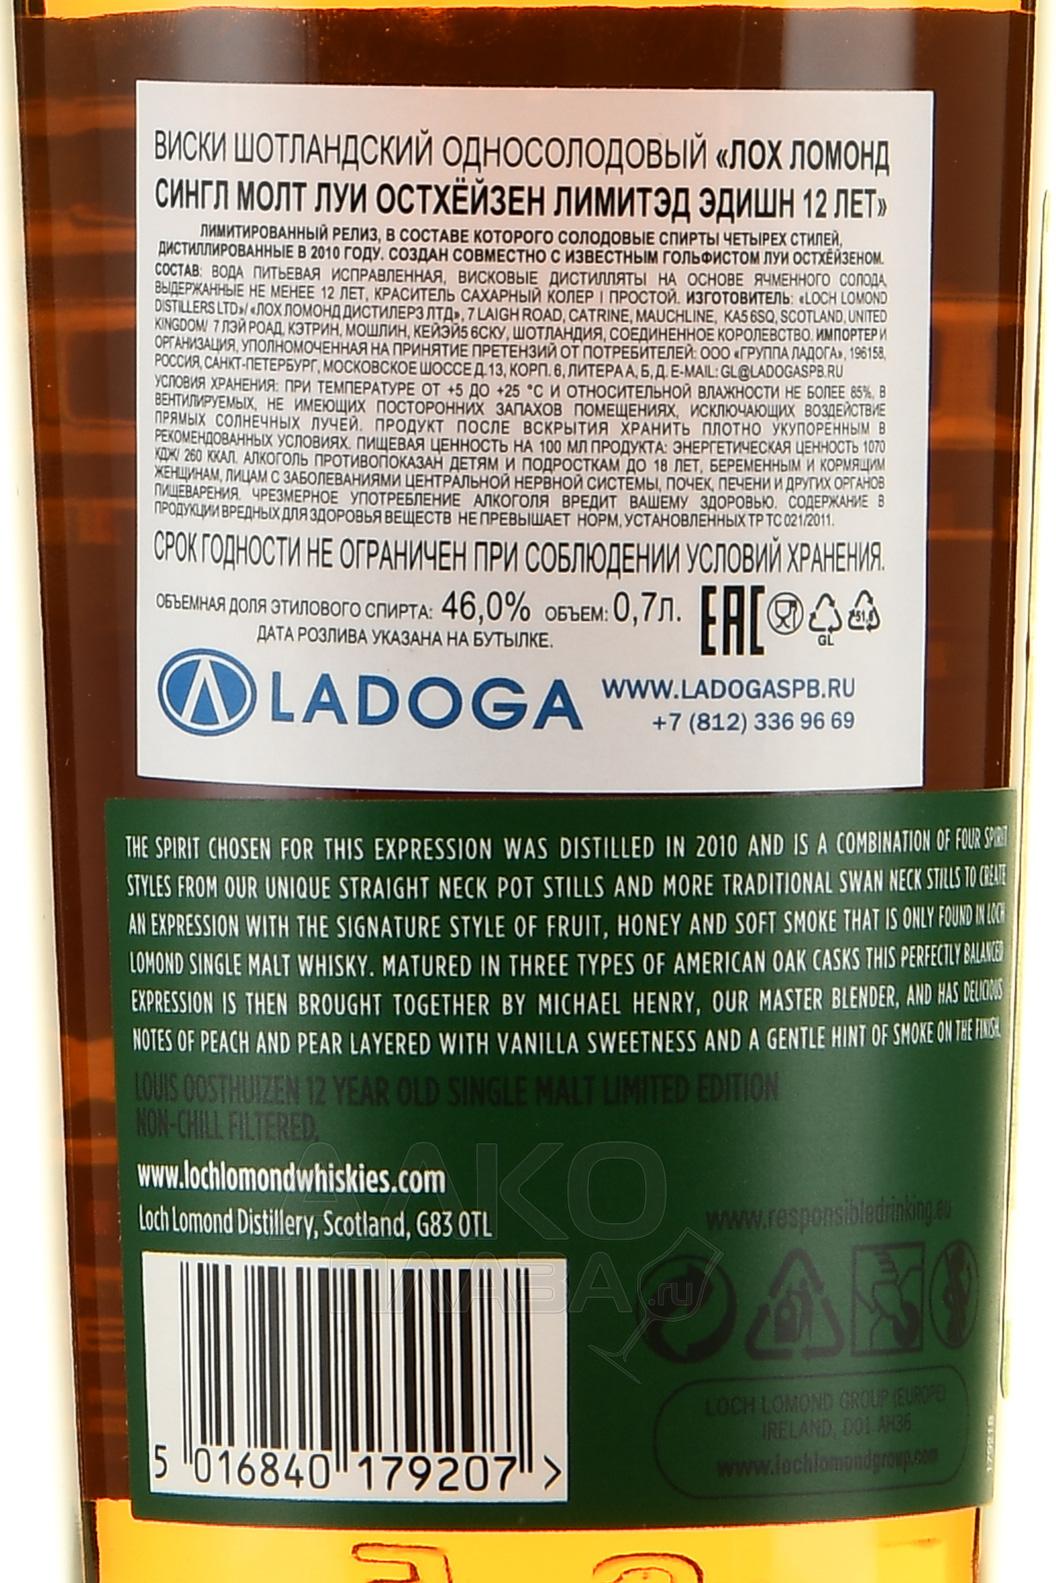 ВИСКИ ШОТЛАНДСКИЙ ОДНОСОЛОДОВЫЙ «ЛОХ ЛОМОНД
СИНГЛ МОЛТ ЛУИ ОСТХЁЙЗЕН ЛИМИТЭД ЭДИШН 12 ЛЕТ»
ЛИМИТИРОВАННЫЙ РЕЛИЗ, В СОСТАВЕ КОТОРОГО СОЛОДОВЫЕ СПИРТЫ ЧЕТЫРЕХ СТИЛЕЙ,
ДИСТИЛЛИРОВАННЫЕ В 2010 ГОДУ. СОЗДАН СОВМЕСТНО С ИЗВЕСТНЫМ ГОЛЬФИСТОМ ЛУИ ОСТХЁЙЗЕНОМ.
СОСТАВ: ВОДА ПИТЬЕВАЯ ИСПРАВЛЕННАЯ, ВИСКОВЫЕ ДИСТИЛЛЯТЫ НА ОСНОВЕ ЯЧМЕННОГО СОЛОДА,
ВЫДЕРЖАННЫЕ НЕ МЕНЕЕ 12 ЛЕТ, КРАСИТЕЛЬ САХАРНЫЙ КОЛЕР I ПРОСТОЙ. ИЗГОТОВИТЕЛЬ: «LOCH LOMOND
DISTILLERS LTD»/ «ЛОХ ЛОМОНД ДИСТИЛЕРЗ ЛТД», 7 LAIGH ROAD, CATRINE, MAUCHLINE, KA5 6SQ, SCOTLAND, UNITED
KINGDOM/ 7 ЛЭЙ РОАД, КЭТРИН, МОШЛИН, КЕЙЭЙ5 6СКУ, ШОТЛАНДИЯ, СОЕДИНЕННОЕ КОРОЛЕВСТВО. ИМПОРТЕР И
ОРГАНИЗАЦИЯ, УПОЛНОМОЧЕННАЯ НА ПРИНЯТИЕ ПРЕТЕНЗИЙ ОТ ПОТРЕБИТЕЛЕЙ: ООО «ГРУППА ЛАДОГА», 196158,
РОССИЯ, САНКТ-ПЕТЕРБУРГ, МОСКОВСКОЕ ШОССЕ Д.13, КОРП. 6, ЛИТЕРА А, Б, Д. E-MAIL: GL@LADOGASPB.RU
УСЛОВИЯ ХРАНЕНИЯ: ПРИ ТЕМПЕРАТУРЕ ОТ +5 ДО +25 °C И ОТНОСИТЕЛЬНОЙ ВЛАЖНОСТИ НЕ БОЛЕЕ 85%, В
ВЕНТИЛИРУЕМЫХ, НЕ ИМЕЮЩИХ ПОСТОРОННИХ ЗАПАХОВ ПОМЕЩЕНИЯХ, ИСКЛЮЧАЮЩИХ ВОЗДЕЙСТВИЕ
ПРЯМЫХ СОЛНЕЧНЫХ ЛУЧЕЙ. ПРОДУКТ ПОСЛЕ ВСКРЫТИЯ ХРАНИТЬ ПЛОТНО УКУПОРЕННЫМ В
РЕКОМЕНДОВАННЫХ УСЛОВИЯХ. ПИЩЕВАЯ ЦЕННОСТЬ НА 100 МЛ ПРОДУКТА: ЭНЕРГЕТИЧЕСКАЯ ЦЕННОСТЬ 1070
КДЖ/ 260 ККАЛ. АЛКОГОЛЬ ПРОТИВОПОКАЗАН ДЕТЯМ И ПОДРОСТКАМ ДО 18 ЛЕТ, БЕРЕМЕННЫМ И КОРМЯЩИМ
ЖЕНЩИНАМ, ЛИЦАМ С ЗАБОЛЕВАНИЯМИ ЦЕНТРАЛЬНОЙ НЕРВНОЙ СИСТЕМЫ, ПОЧЕК, ПЕЧЕНИ И ДРУГИХ ОРГАНОВ
ПИЩЕВАРЕНИЯ. ЧРЕЗМЕРНОЕ УПОТРЕБЛЕНИЕ АЛКОГОЛЯ ВРЕДИТ ВАШЕМУ ЗДОРОВЬЮ. СОДЕРЖАНИЕ В
ПРОДУКЦИИ ВРЕДНЫХ ДЛЯ ЗДОРОВЬЯ ВЕЩЕСТВ НЕ ПРЕВЫШАЕТ НОРМ, УСТАНОВЛЕННЫХ ТР ТС 021/2011.
СРОК ГОДНОСТИ НЕ ОГРАНИЧЕН ПРИ СОБЛЮДЕНИИ УСЛОВИЙ ХРАНЕНИЯ.
ОБЪЕМНАЯ ДОЛЯ ЭТИЛОВОГО СПИРТА: 46,0% ОБЪЕМ: 0,7Л.
ДАТА РОЗЛИВА УКАЗАНА НА БУТЫЛКЕ.
EAC
GL
LADOGA
WWW.LADOGASPB.RU
+7 (812) 336 96 69
THE SPIRIT CHOSEN FOR THIS EXPRESSION WAS DISTILLED IN 2010 AND IS A COMBINATION OF FOUR SPIRIT
STYLES FROM OUR UNIQUE STRAIGHT NECK POT STILLS AND MORE TRADITIONAL SWAN NECK STILLS TO CREATE
AN EXPRESSION WITH THE SIGNATURE STYLE OF FRUIT, HONEY AND SOFT SMOKE THAT IS ONLY FOUND IN LOCH
LOMOND SINGLE MALT WHISKY. MATURED IN THREE TYPES OF AMERICAN OAK CASKS THIS PERFECTLY BALANCED
EXPRESSION IS THEN BROUGHT TOGETHER BY MICHAEL HENRY, OUR MASTER BLENDER, AND HAS DELICIOUS
NOTES OF PEACH AND PEAR LAYERED WITH VANILLA SWEETNESS AND A GENTLE HINT OF SMOKE ON THE FINISH.
LOUIS OOSTHUIZEN 12 YEAR OLD SINGLE MALT LIMITED EDITION
NON-CHILL FILTERED.
www.lochlomondwhiskies.com
Loch Lomond Distillery, Scotland, G83 0TL
www.responsibledrinking.eu
АЛКО
ПЛАЗА
.ru
LOCH LOMOND GROUP (EUROPE)
IRELAND, D01 AH36
www.lochlomondgroup.com
5 016840 179207 >